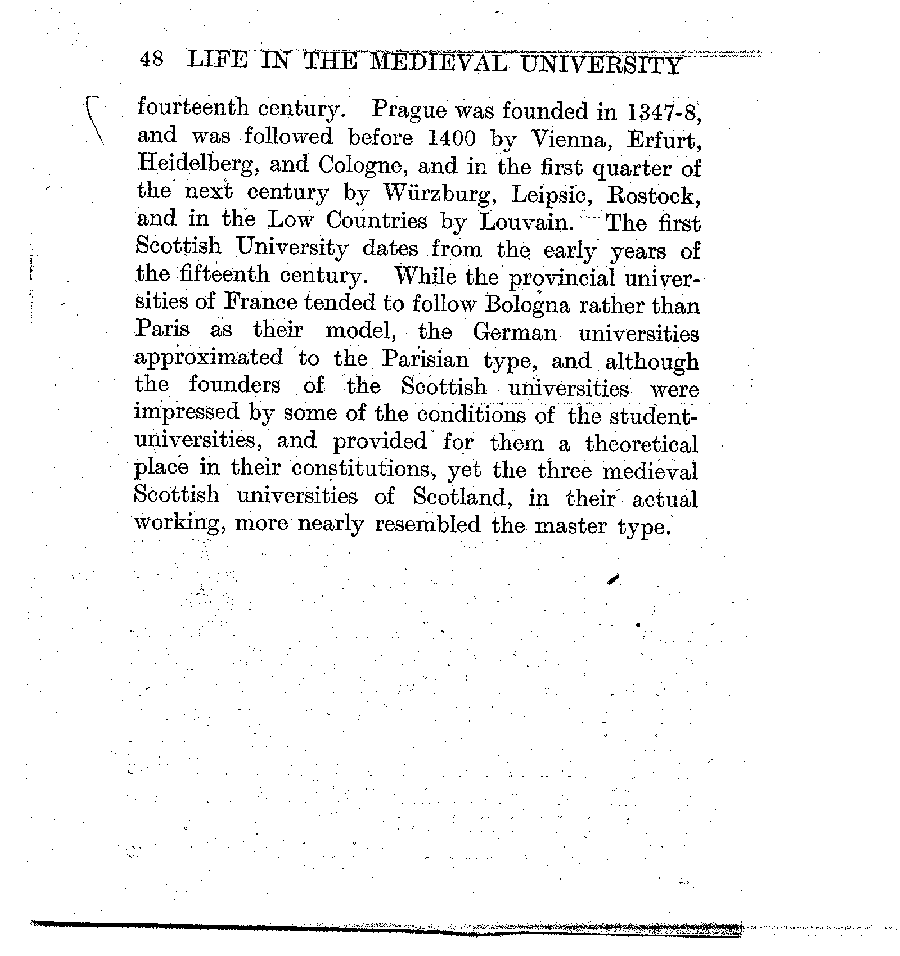 48 LIFE IN THE MEDIEVAL UNIVERSITY
fourteenth century. Prague was founded in 1347-8,
and was followed before 1400 by Vienna, Erfurt,
Heidelberg, and Cologne, and in the first quarter of
the next century by Würzburg, Leipsic, Rostock,
and in the Low Countries by Louvain. The first
Scottish University dates from the early years of
the fifteenth century. While the provincial univer-
sities of France tended to follow Bologna rather than
Paris as their model, the German universities
approximated to the Parisian type, and although
the founders of the Scottish universities were
impressed by some of the conditions of the student-
universities, and provided for them a theoretical
place in their constitutions, yet the three medieval
Scottish universities of Scotland, in their actual
working, more nearly resembled the master type.